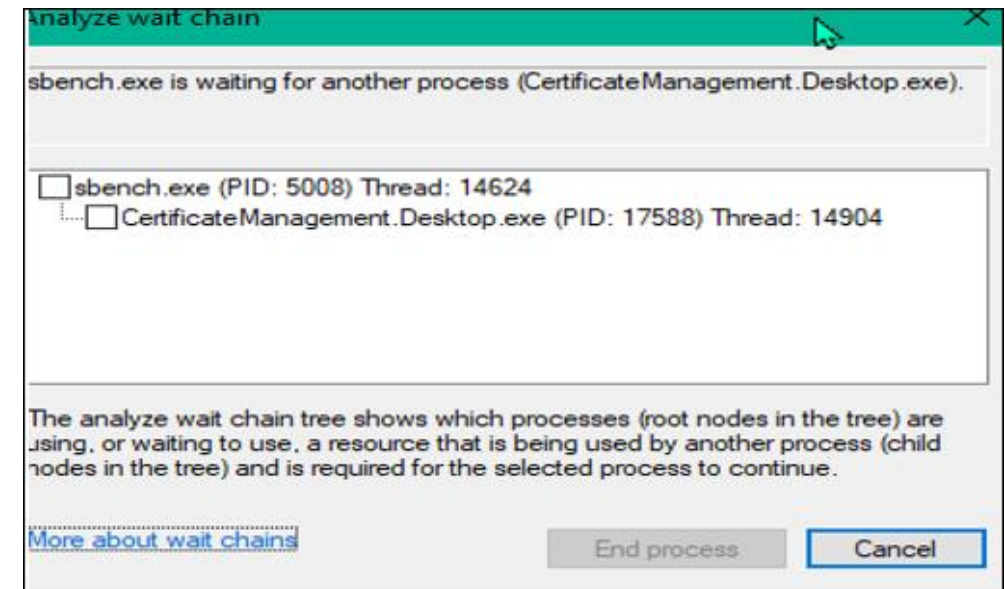 Analyze wait chain
sbench.exe is waiting for another process (CertificateManagement.Desktop.exe).
sbench.exe (PID: 5008) Thread: 14624
CertificateManagement.Desktop.exe (PID: 17588) Thread: 14904
The analyze wait chain tree shows which processes (root nodes in the tree) are
using, or waiting to use, a resource that is being used by another process (child
nodes in the tree) and is required for the selected process to continue.
More about wait chains
End process
Cancel